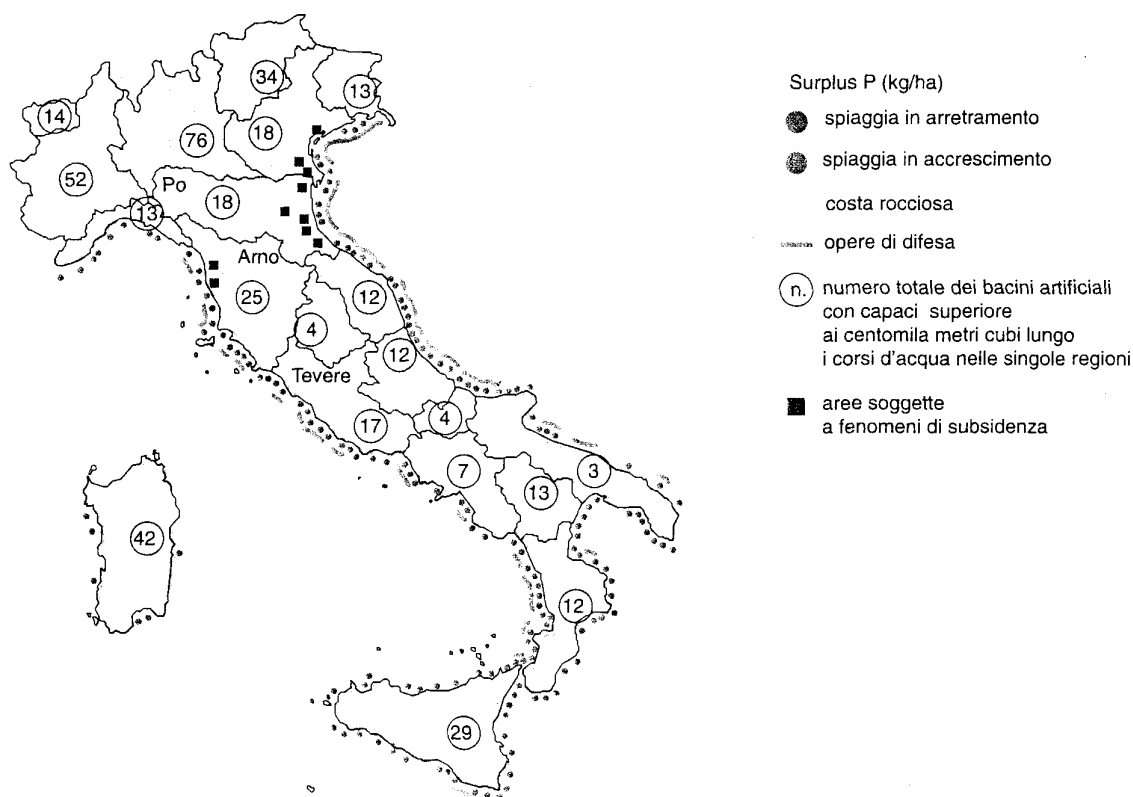 Surplus P (kg/ha)
spiaggia in arretramento
spiaggia in accrescimento
costa rocciosa
opere di difesa
n. numero totale dei bacini artificiali
con capaci superiore
ai centomila metri cubi lungo
i corsi d'acqua nelle singole regioni
aree soggette
a fenomeni di subsidenza
34
13
14
76
18
52
Po
18
13
Arno
25
12
4
12
Tevere
17
4
7
3
13
42
12
29